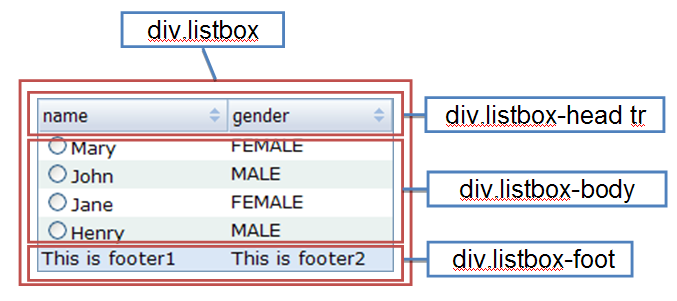 div.listbox
name gender
div.listbox-head tr
Mary FEMALE
John MALE
div.listbox-body
Jane FEMALE
Henry MALE
This is footer1 This is footer2
div.listbox-foot